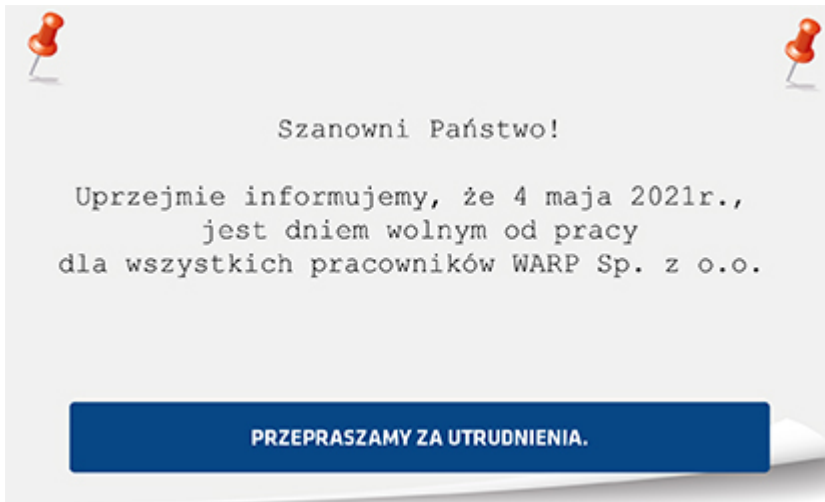 Szanowni Państwo!
Uprzejmie informujemy, że 4 maja 2021r.,
jest dniem wolnym od pracy
dla wszystkich pracowników WARP Sp. z o.o.
PRZEPRASZAMY ZA UTRUDNIENIA.